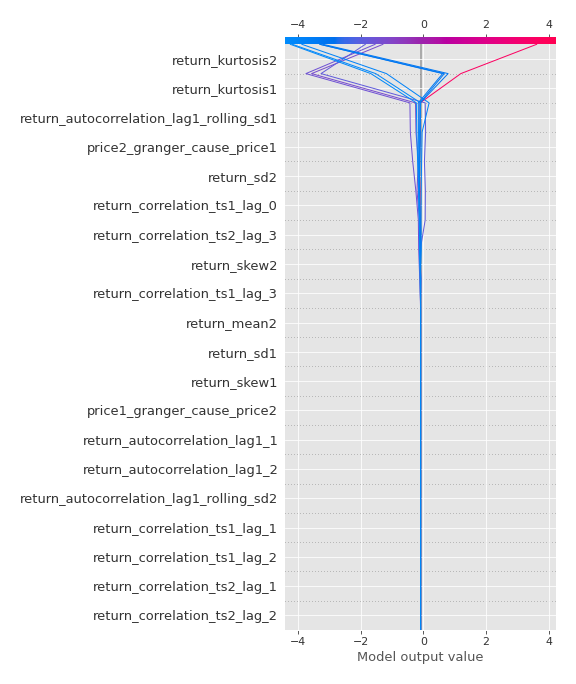 −4 −2 0 2 4
return_kurtosis2
return_kurtosis1
return_autocorrelation_lag1_rolling_sd1
price2_granger_cause_price1
return_sd2
return_correlation_ts1_lag_0
return_correlation_ts2_lag_3
return_skew2
return_correlation_ts1_lag_3
return_mean2
return_sd1
return_skew1
price1_granger_cause_price2
return_autocorrelation_lag1_1
return_autocorrelation_lag1_2
return_autocorrelation_lag1_rolling_sd2
return_correlation_ts1_lag_1
return_correlation_ts1_lag_2
return_correlation_ts2_lag_1
return_correlation_ts2_lag_2
−4 −2 0 2 4
Model output value